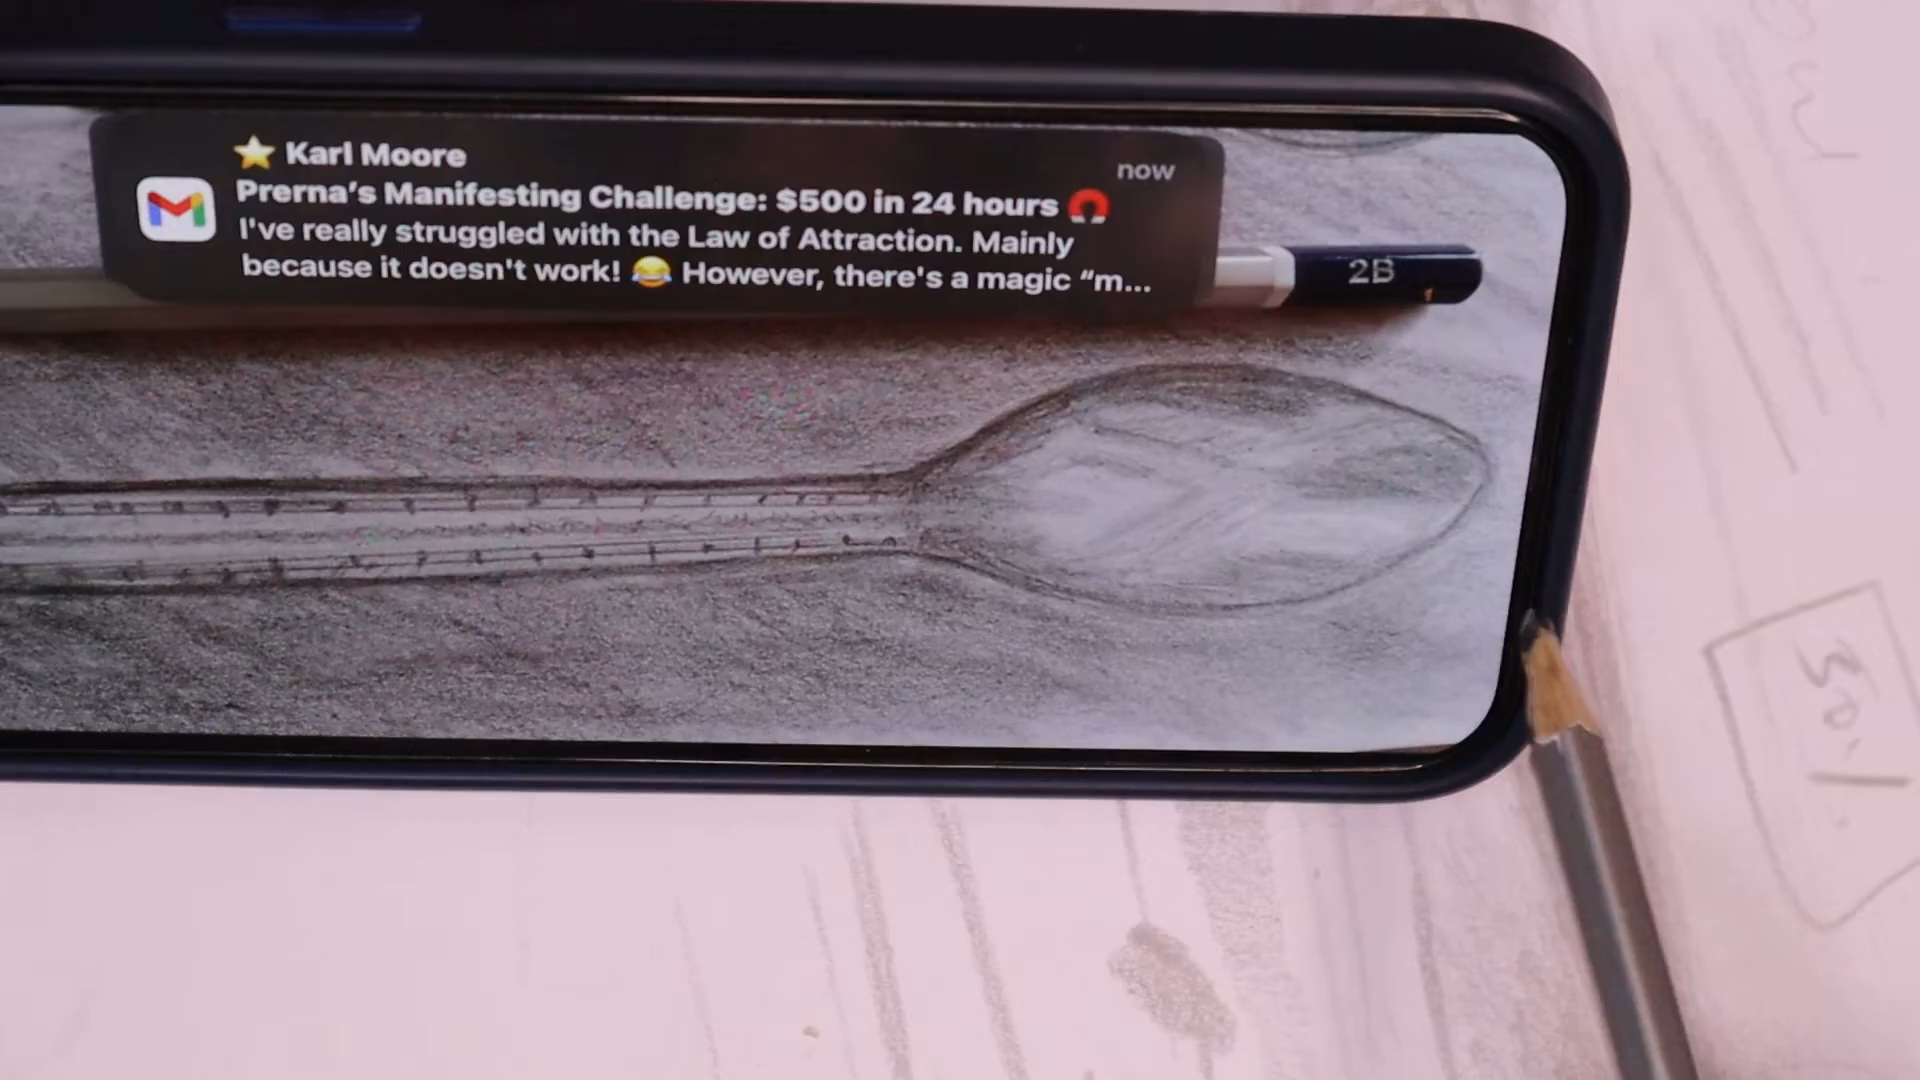 ⭐ Karl Moore
now
Prerna's Manifesting Challenge: $500 in 24 hours 🧲
I've really struggled with the Law of Attraction. Mainly
because it doesn't work! 😂 However, there's a magic “m...
2B